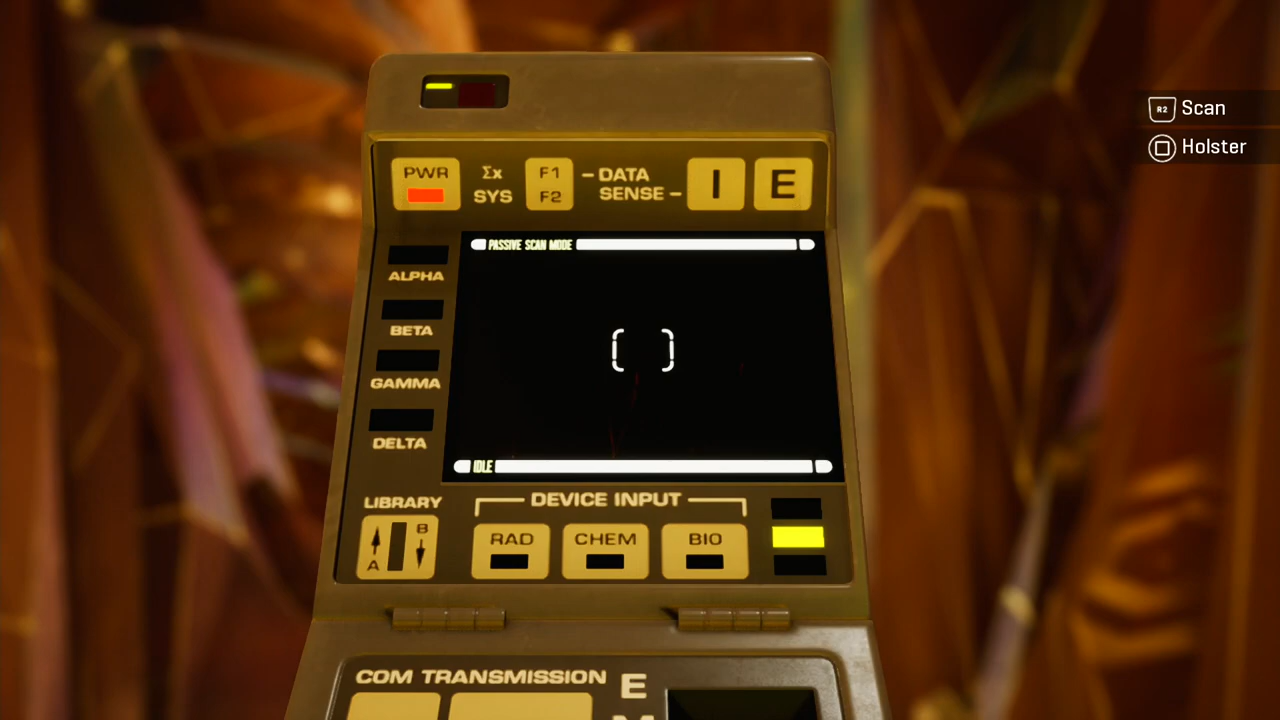 R2 Scan
Holster
PWR
Σx
SYS
F1
F2
– DATA
SENSE –
I
E
PASSIVE SCAN MODE
ALPHA
BETA
GAMMA
DELTA
IDLE
LIBRARY
A
B
DEVICE INPUT
RAD
CHEM
BIO
COM TRANSMISSION
E